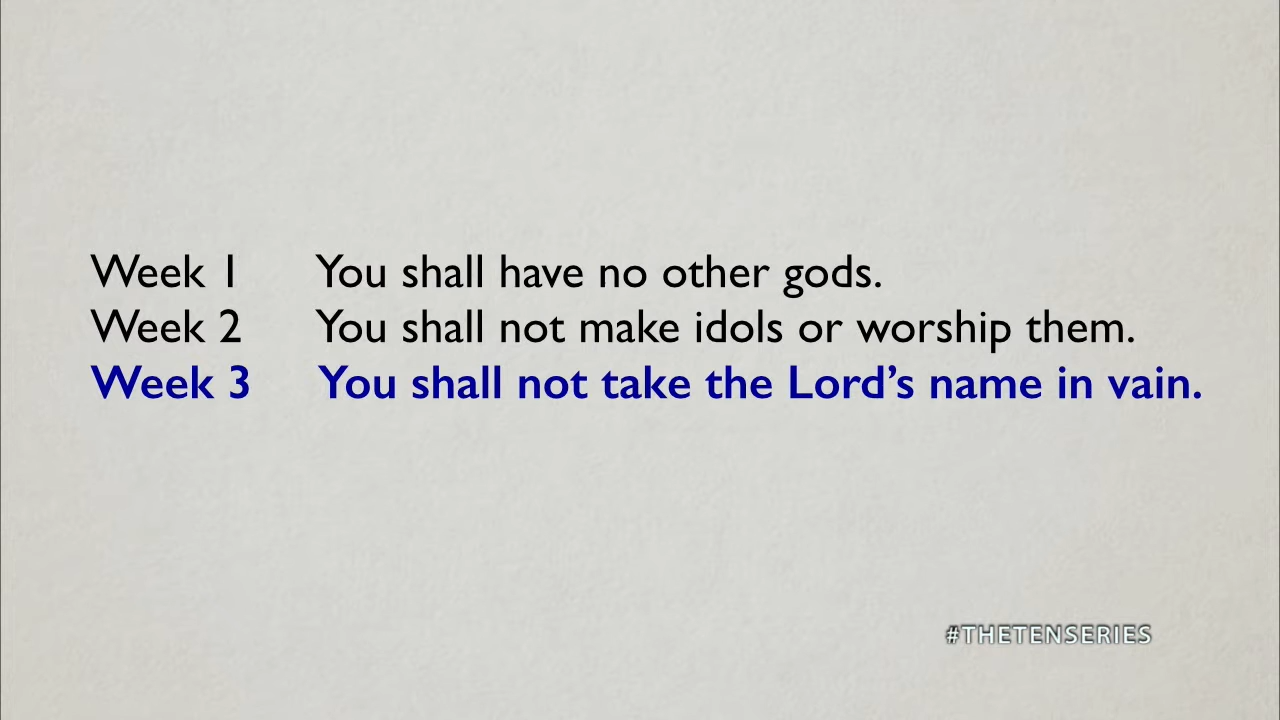 Week 1 You shall have no other gods.
Week 2 You shall not make idols or worship them.
Week 3 You shall not take the Lord’s name in vain.
#THETENSERIES